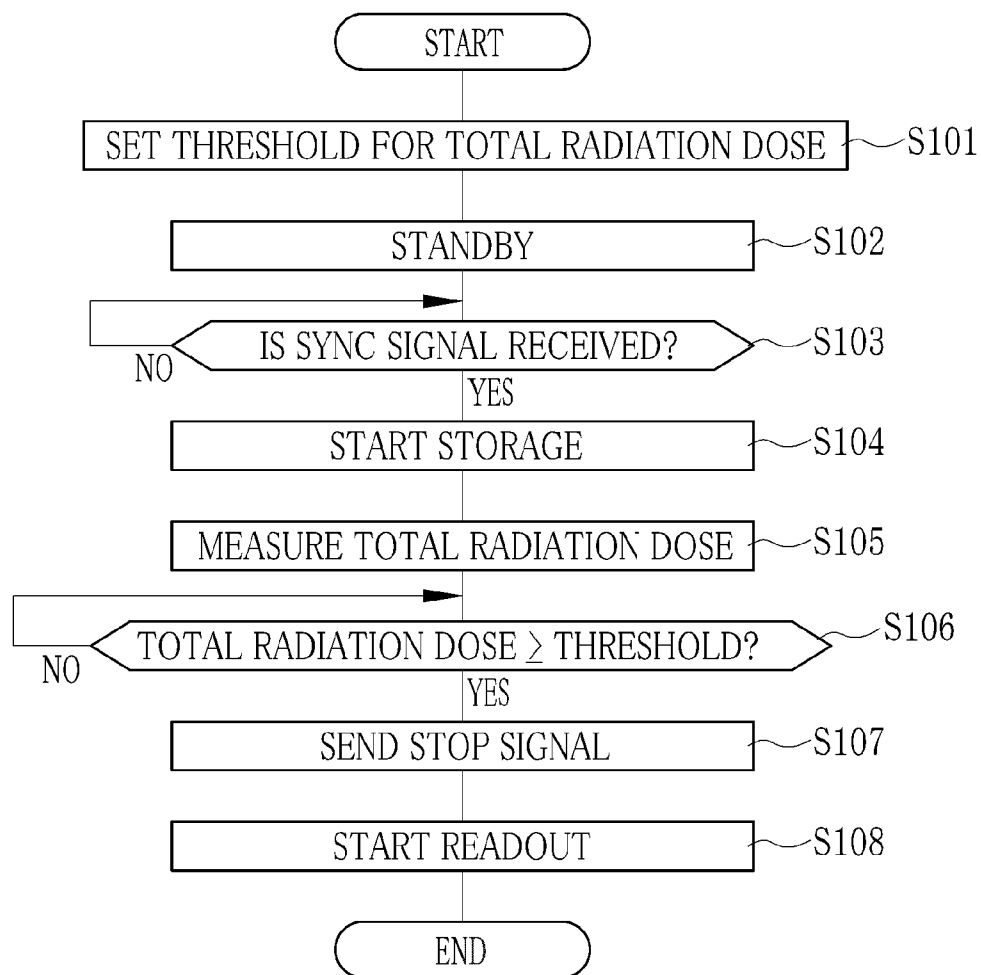 START
SET THRESHOLD FOR TOTAL RADIATION DOSE S101
STANDBY S102
IS SYNC SIGNAL RECEIVED? S103
NO
YES
START STORAGE S104
MEASURE TOTAL RADIATION DOSE S105
TOTAL RADIATION DOSE ≥ THRESHOLD? S106
NO
YES
SEND STOP SIGNAL S107
START READOUT S108
END